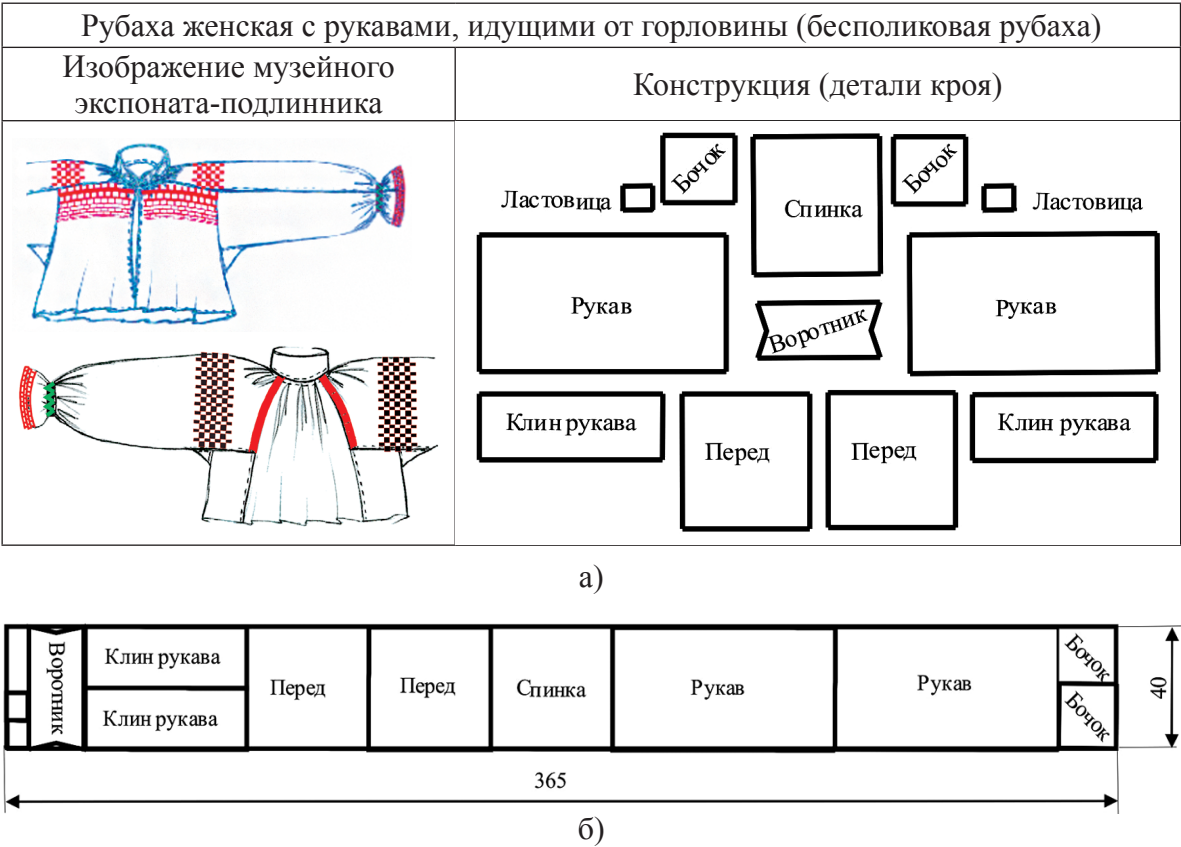 Рубаха женская с рукавами, идущими от горловины (бесполиковая рубаха)
Изображение музейного
экспоната-подлинника
Конструкция (детали кроя)
Бочок
Бочок
Ластовица
Спинка
Ластовица
Рукав
Рукав
Воротник
Клин рукава
Клин рукава
Перед
Перед
а)
Воротник
Клин рукава
Клин рукава
Перед
Перед
Спинка
Рукав
Рукав
Бочок
Бочок
40
365
б)